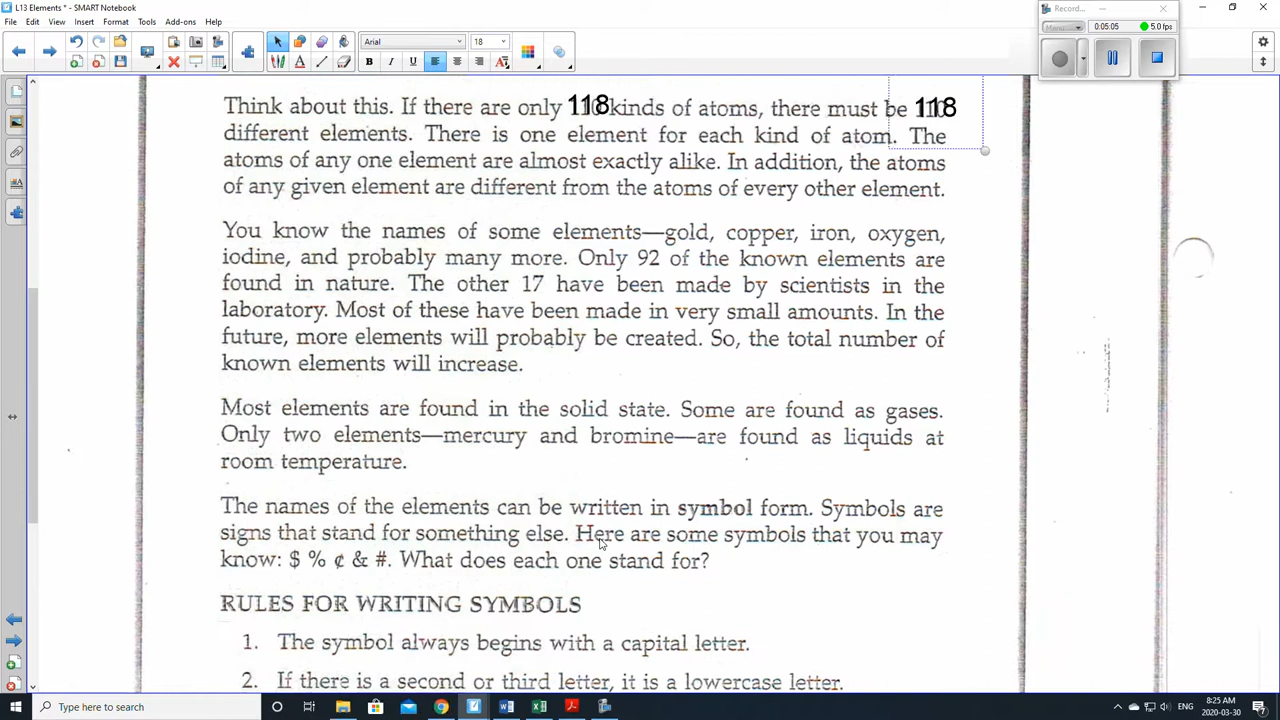 L13 Elements * - SMART Notebook
Record...
File Edit View Insert Format Tools Add-ons Help
Menu
0:05:05
5.0 fps
Arial
18
Think about this. If there are only 118 kinds of atoms, there must be 118
different elements. There is one element for each kind of atom. The
atoms of any one element are almost exactly alike. In addition, the atoms
of any given element are different from the atoms of every other element.
You know the names of some elements—gold, copper, iron, oxygen,
iodine, and probably many more. Only 92 of the known elements are
found in nature. The other 17 have been made by scientists in the
laboratory. Most of these have been made in very small amounts. In the
future, more elements will probably be created. So, the total number of
known elements will increase.
Most elements are found in the solid state. Some are found as gases.
Only two elements—mercury and bromine—are found as liquids at
room temperature.
The names of the elements can be written in symbol form. Symbols are
signs that stand for something else. Here are some symbols that you may
know: $ % ¢ & #. What does each one stand for?
RULES FOR WRITING SYMBOLS
1. The symbol always begins with a capital letter.
2. If there is a second or third letter, it is a lowercase letter.
Type here to search
ENG
8:25 AM
2020-03-30